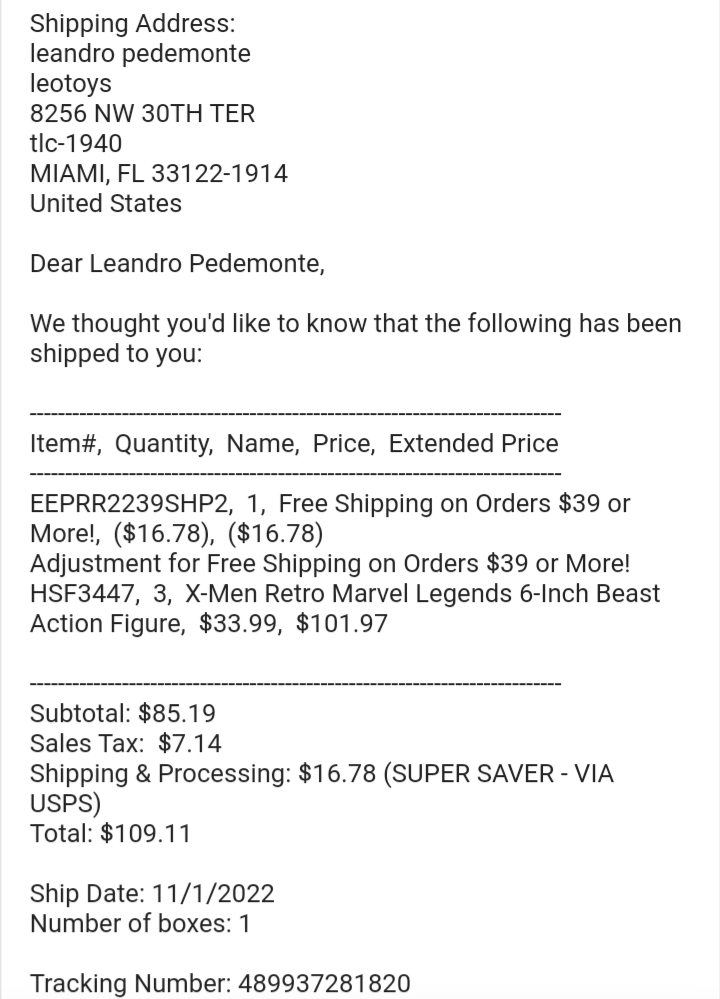 Shipping Address:
leandro pedemonte
leotoys
8256 NW 30TH TER
tlc-1940
MIAMI, FL 33122-1914
United States
Dear Leandro Pedemonte,
We thought you'd like to know that the following has been
shipped to you:
---------------------------------------------------------------------------
Item#,  Quantity,  Name,  Price,  Extended Price
---------------------------------------------------------------------------
EEPRR2239SHP2,  1,  Free Shipping on Orders $39 or
More!,  ($16.78),  ($16.78)
Adjustment for Free Shipping on Orders $39 or More!
HSF3447,  3,  X-Men Retro Marvel Legends 6-Inch Beast
Action Figure,  $33.99,  $101.97
---------------------------------------------------------------------------
Subtotal: $85.19
Sales Tax:  $7.14
Shipping & Processing: $16.78 (SUPER SAVER - VIA
USPS)
Total: $109.11
Ship Date: 11/1/2022
Number of boxes: 1
Tracking Number: 489937281820